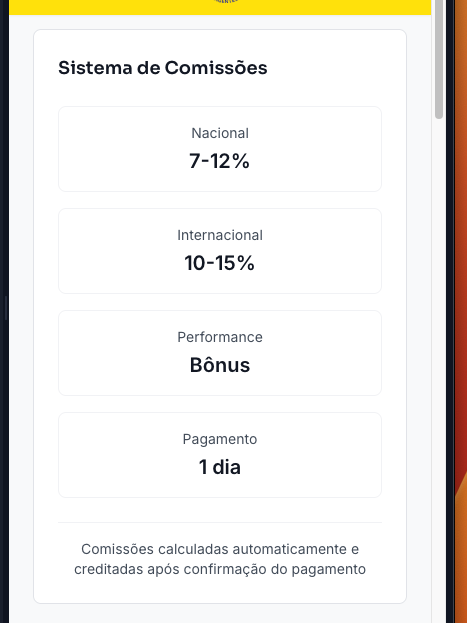 Sistema de Comissões
Nacional
7-12%
Internacional
10-15%
Performance
Bônus
Pagamento
1 dia
Comissões calculadas automaticamente e
creditadas após confirmação do pagamento